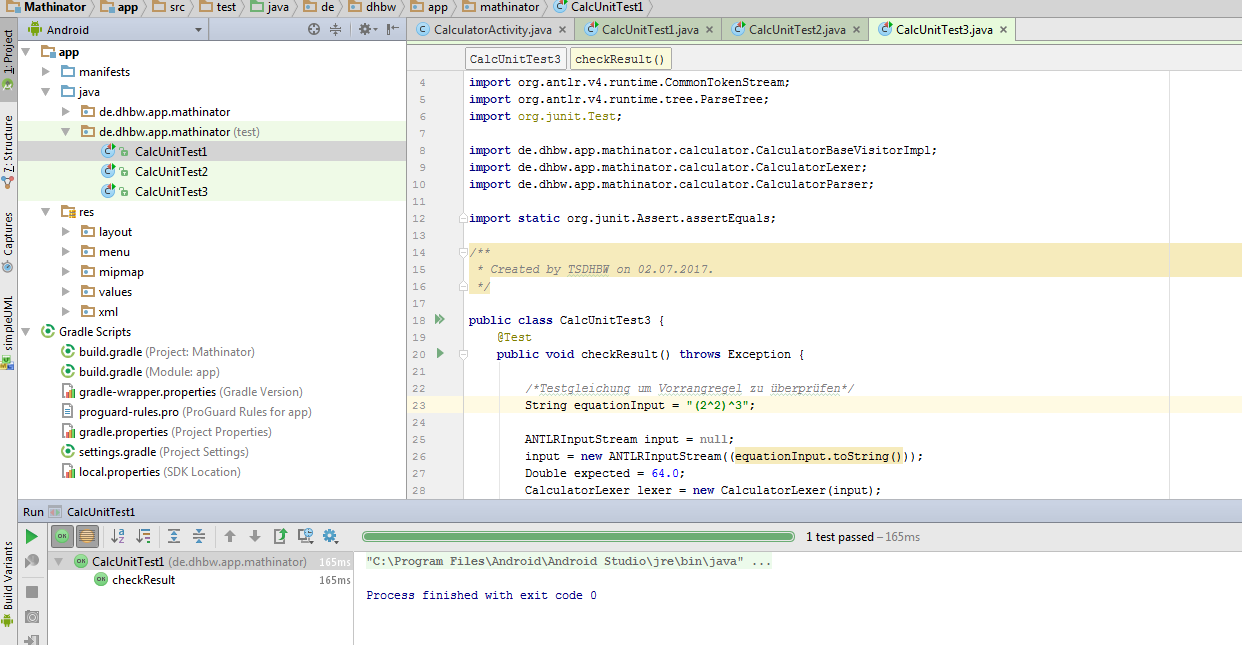 Mathinator app src test java de dhbw app mathinator CalcUnitTest1
Android
CalculatorActivity.java CalcUnitTest1.java CalcUnitTest2.java CalcUnitTest3.java
1: Project
7: Structure
Captures
simpleUML
Build Variants
app
manifests
java
de.dhbw.app.mathinator
de.dhbw.app.mathinator (test)
CalcUnitTest1
CalcUnitTest2
CalcUnitTest3
res
layout
menu
mipmap
values
xml
Gradle Scripts
build.gradle (Project: Mathinator)
build.gradle (Module: app)
gradle-wrapper.properties (Gradle Version)
proguard-rules.pro (ProGuard Rules for app)
gradle.properties (Project Properties)
settings.gradle (Project Settings)
local.properties (SDK Location)
CalcUnitTest3 checkResult()
4 import org.antlr.v4.runtime.CommonTokenStream;
5 import org.antlr.v4.runtime.tree.ParseTree;
6 import org.junit.Test;
7
8 import de.dhbw.app.mathinator.calculator.CalculatorBaseVisitorImpl;
9 import de.dhbw.app.mathinator.calculator.CalculatorLexer;
10 import de.dhbw.app.mathinator.calculator.CalculatorParser;
11
12 import static org.junit.Assert.assertEquals;
13
14 /**
15 * Created by TSDHBW on 02.07.2017.
16 */
17
18 public class CalcUnitTest3 {
19 @Test
20 public void checkResult() throws Exception {
21
22 /*Testgleichung um Vorrangregel zu überprüfen*/
23 String equationInput = "(2^2)^3";
24
25 ANTLRInputStream input = null;
26 input = new ANTLRInputStream((equationInput.toString()));
27 Double expected = 64.0;
28 CalculatorLexer lexer = new CalculatorLexer(input);
Run CalcUnitTest1
1 test passed – 165ms
CalcUnitTest1 (de.dhbw.app.mathinator) 165ms
checkResult 165ms
"C:\Program Files\Android\Android Studio\jre\bin\java" ...
Process finished with exit code 0